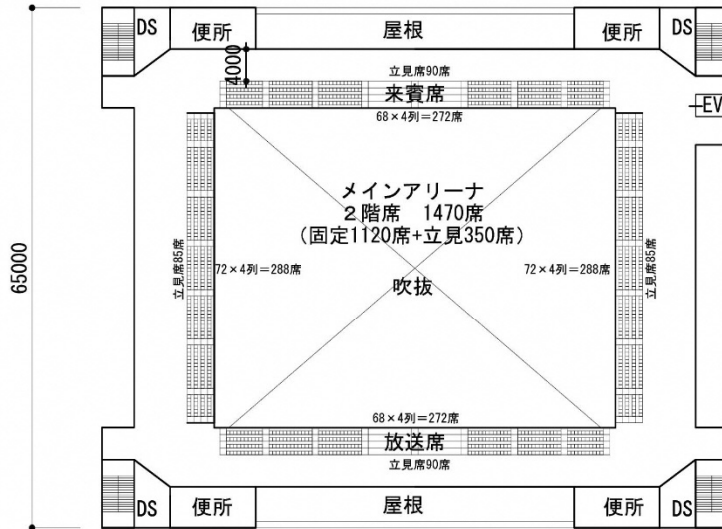 DS
便所
屋根
便所
DS
4000
立見席90席
来賓席
68×4列=272席
EV
メインアリーナ
2階席 1470席
(固定1120席+立見350席)
65000
立見席85席
72×4列=288席
吹抜
72×4列=288席
立見席85席
68×4列=272席
放送席
立見席90席
DS
便所
屋根
便所
DS